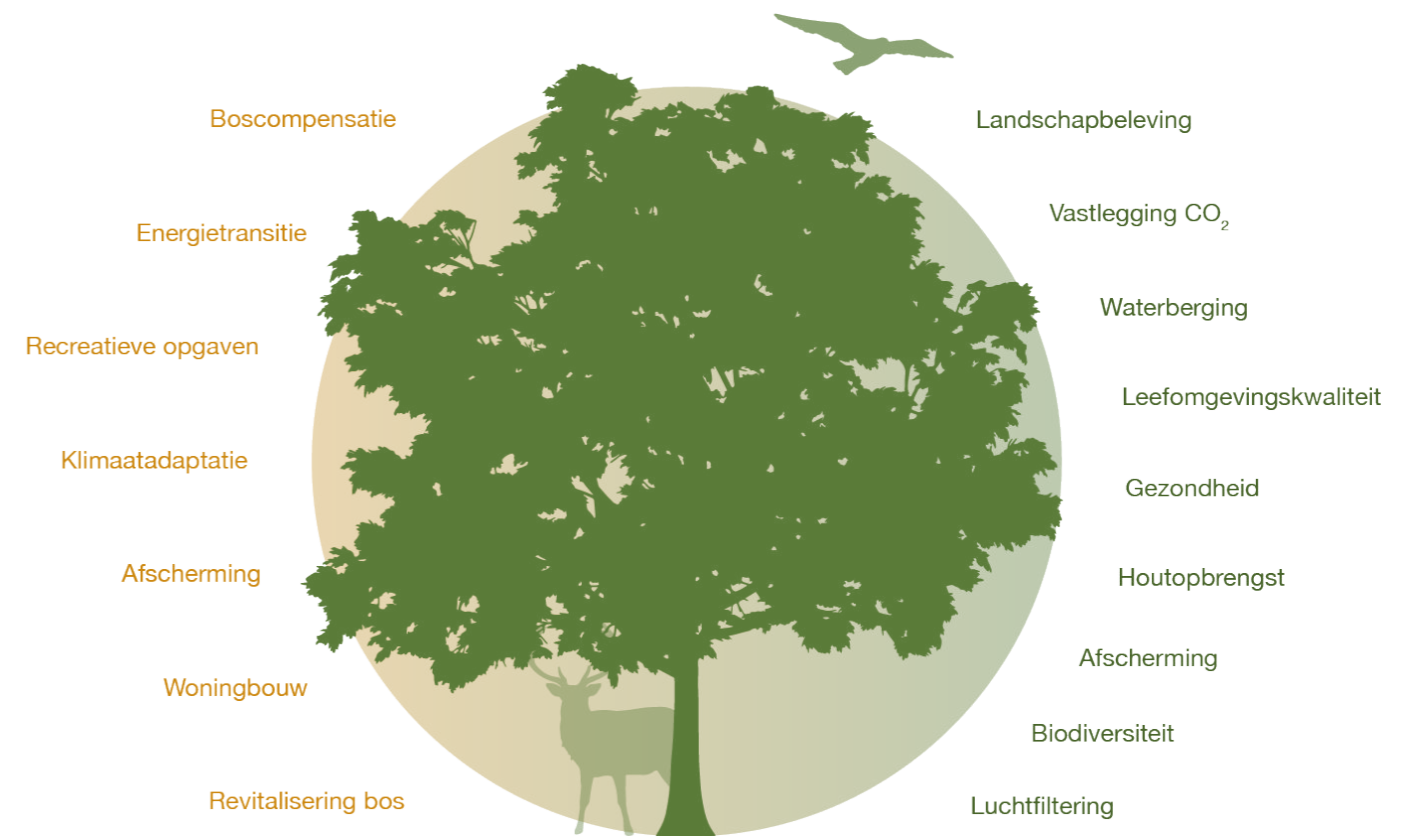 Boscompensatie
Energietransitie
Recreatieve opgaven
Klimaatadaptatie
Afscherming
Woningbouw
Revitalisering bos
Landschapbeleving
Vastlegging CO₂
Waterberging
Leefomgevingskwaliteit
Gezondheid
Houtopbrengst
Afscherming
Biodiversiteit
Luchtfiltering